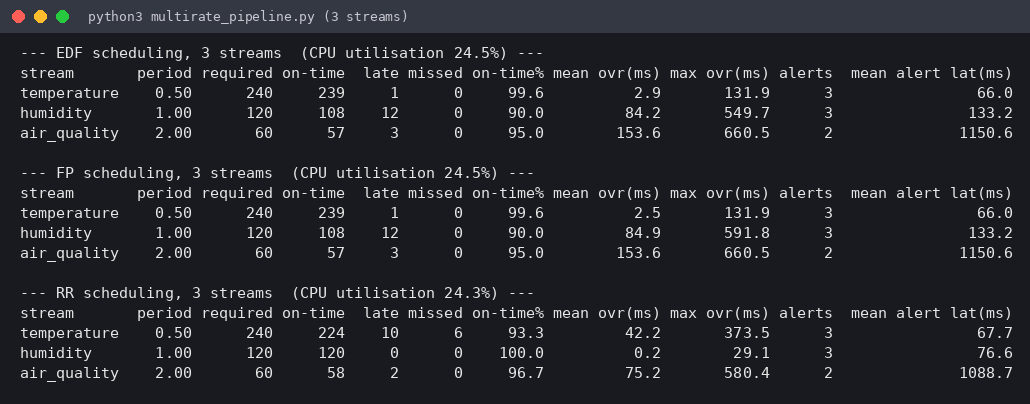 python3 multirate_pipeline.py (3 streams)
--- EDF scheduling, 3 streams  (CPU utilisation 24.5%) ---
stream       period required on-time  late missed on-time% mean ovr(ms) max ovr(ms) alerts  mean alert lat(ms)
temperature    0.50      240     239     1      0     99.6          2.9       131.9      3                66.0
humidity       1.00      120     108    12      0     90.0         84.2       549.7      3               133.2
air_quality    2.00       60      57     3      0     95.0        153.6       660.5      2              1150.6
--- FP scheduling, 3 streams  (CPU utilisation 24.5%) ---
stream       period required on-time  late missed on-time% mean ovr(ms) max ovr(ms) alerts  mean alert lat(ms)
temperature    0.50      240     239     1      0     99.6          2.5       131.9      3                66.0
humidity       1.00      120     108    12      0     90.0         84.9       591.8      3               133.2
air_quality    2.00       60      57     3      0     95.0        153.6       660.5      2              1150.6
--- RR scheduling, 3 streams  (CPU utilisation 24.3%) ---
stream       period required on-time  late missed on-time% mean ovr(ms) max ovr(ms) alerts  mean alert lat(ms)
temperature    0.50      240     224    10      6     93.3         42.2       373.5      3                67.7
humidity       1.00      120     120     0      0    100.0          0.2        29.1      3                76.6
air_quality    2.00       60      58     2      0     96.7         75.2       580.4      2              1088.7